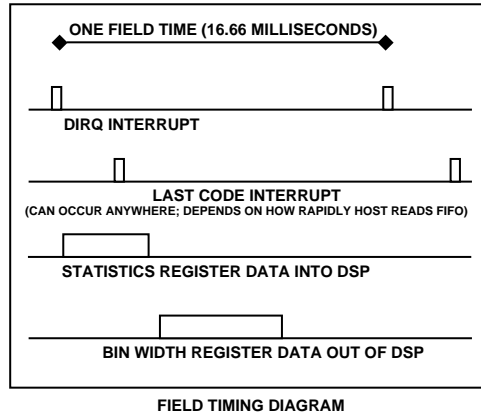 ONE FIELD TIME (16.66 MILLISECONDS)
DIRQ INTERRUPT
LAST CODE INTERRUPT
(CAN OCCUR ANYWHERE; DEPENDS ON HOW RAPIDLY HOST READS FIFO)
STATISTICS REGISTER DATA INTO DSP
BIN WIDTH REGISTER DATA OUT OF DSP
FIELD TIMING DIAGRAM